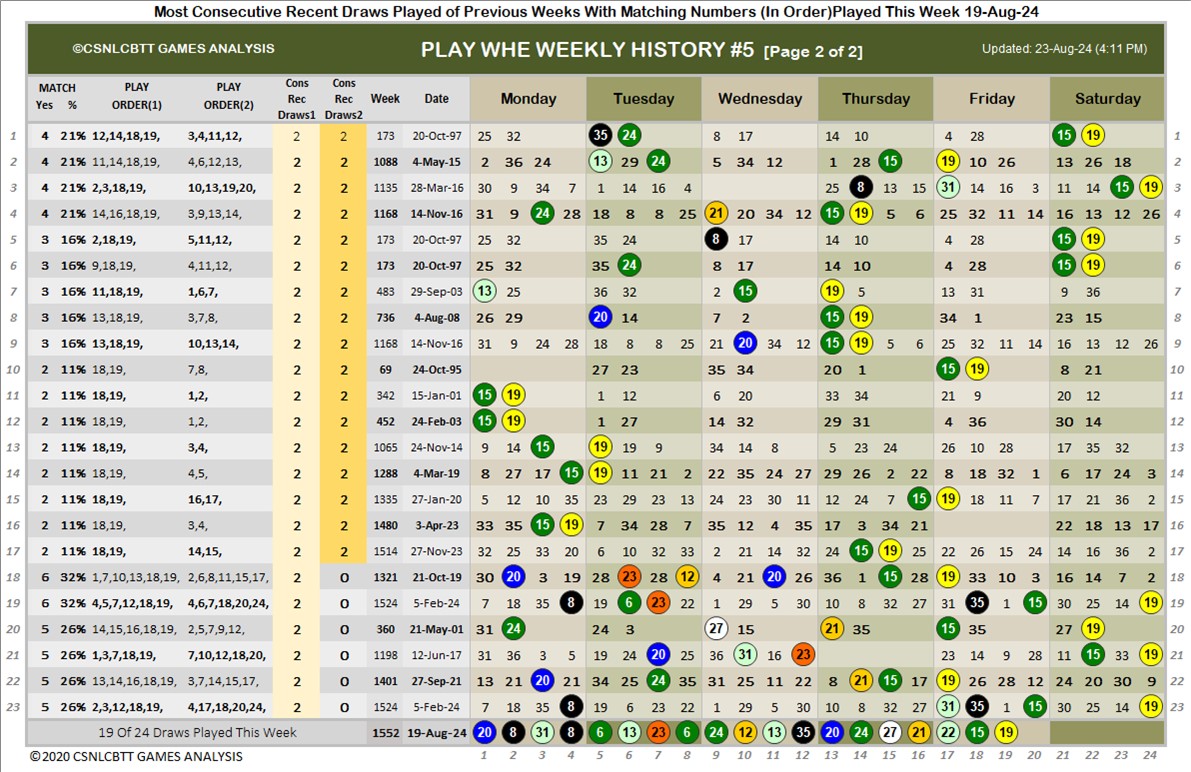 Most Consecutive Recent Draws Played of Previous Weeks With Matching Numbers (In Order)Played This Week 19-Aug-24
©CSNLCBTT GAMES ANALYSIS PLAY WHE WEEKLY HISTORY #5 [Page 2 of 2] Updated: 23-Aug-24 (4:11 PM)
MATCH Yes % PLAY ORDER(1) PLAY ORDER(2) Cons Rec Draws1 Cons Rec Draws2 Week Date Monday Tuesday Wednesday Thursday Friday Saturday
1 4 21% 12,14,18,19, 3,4,11,12, 2 2 173 20-Oct-97 25 32 35 24 8 17 14 10 4 28 15 19 1
2 4 21% 11,14,18,19, 4,6,12,13, 2 2 1088 4-May-15 2 36 24 13 29 24 5 34 12 1 28 15 19 10 26 13 26 18 2
3 4 21% 2,3,18,19, 10,13,19,20, 2 2 1135 28-Mar-16 30 9 34 7 1 14 16 4 25 8 13 15 31 14 16 3 11 14 15 19 3
4 4 21% 14,16,18,19, 3,9,13,14, 2 2 1168 14-Nov-16 31 9 24 28 18 8 8 25 21 20 34 12 15 19 5 6 25 32 11 14 16 13 12 26 4
5 3 16% 2,18,19, 5,11,12, 2 2 173 20-Oct-97 25 32 35 24 8 17 14 10 4 28 15 19 5
6 3 16% 9,18,19, 4,11,12, 2 2 173 20-Oct-97 25 32 35 24 8 17 14 10 4 28 15 19 6
7 16% 11,18,19, 1,6,7, 2 2 483 29-Sep-03 13 25 36 32 2 15 19 5 13 31 9 36 7
8 3 16% 13,18,19, 3,7,8, 2 2 736 4-Aug-08 26 29 20 14 7 2 15 19 34 1 23 15 8
9 3 16% 13,18,19, 10,13,14, 2 2 1168 14-Nov-16 31 9 24 28 18 8 8 25 21 20 34 12 15 19 5 6 25 32 11 14 16 13 12 26 9
10 2 11% 18,19, 7,8, 2 2 69 24-Oct-95 27 23 35 34 20 1 15 19 8 21 10
11 2 11% 18,19, 1,2, 2 2 342 15-Jan-01 15 19 1 12 6 20 33 34 21 9 20 12 11
12 2 11% 18,19, 1,2, 2 2 452 24-Feb-03 15 19 1 27 14 32 29 31 4 36 30 14 12
13 2 11% 18,19, 3,4, 2 2 1065 24-Nov-14 9 14 15 19 19 9 34 14 8 5 23 24 26 10 28 17 35 32 13
14 2 11% 18,19, 4,5, 2 2 1288 4-Mar-19 8 27 17 15 19 11 21 2 22 35 24 27 29 26 2 22 8 18 33 31 6 17 24 3 14
15 2 11% 18,19, 16,17, 2 2 1335 27-Jan-20 5 12 10 35 23 29 23 13 24 23 30 11 12 24 7 15 19 18 11 7 17 21 36 2 15
16 2 11% 18,19, 3,4, 2 2 1480 3-Apr-23 33 35 15 19 7 34 28 7 35 12 4 35 17 3 34 21 22 18 13 17 16
17 2 11% 18,19, 14,15, 2 2 1514 27-Nov-23 32 25 33 20 6 10 32 33 2 21 14 32 24 15 19 25 22 26 15 24 14 16 36 2 17
18 6 32% 1,7,10,13,18,19, 2,6,8,11,15,17, 2 0 1321 21-Oct-19 30 20 3 19 28 23 28 12 4 21 20 26 36 1 15 28 19 33 10 3 16 14 7 2 18
19 6 32% 4,5,7,12,18,19, 4,6,7,18,20,24, 2 0 1524 5-Feb-24 7 18 35 8 19 6 23 22 1 29 5 30 10 8 32 27 31 35 1 15 30 25 14 19 19
20 5 26% 14,15,16,18,19, 2,5,7,9,12, 2 0 360 21-May-01 31 24 24 3 27 15 21 35 15 35 27 19 20
21 26% 1,3,7,18,19, 7,10,12,18,20, 2 0 1198 12-Jun-17 31 36 3 5 19 24 20 25 36 31 16 23 23 14 9 28 11 15 33 19 21
22 5 26% 13,14,16,18,19, 3,7,14,15,17, 2 0 1401 27-Sep-21 13 21 20 21 34 25 24 35 31 25 11 22 8 21 15 17 19 26 28 12 24 20 30 9 22
23 5 26% 2,3,12,18,19, 4,17,18,20,24, 2 0 1524 5-Feb-24 7 18 35 8 19 6 23 22 1 29 5 30 10 8 32 27 31 35 1 15 30 25 14 19 23
19 Of 24 Draws Played This Week 1552 19-Aug-24 20 8 31 8 6 13 23 6 24 12 13 35 20 24 27 21 22 15 19
©2020 CSNLCBTT GAMES ANALYSIS 1 2 3 4 5 6 7 8 9 10 11 12 13 14 15 16 17 18 19 20 21 22 23 24